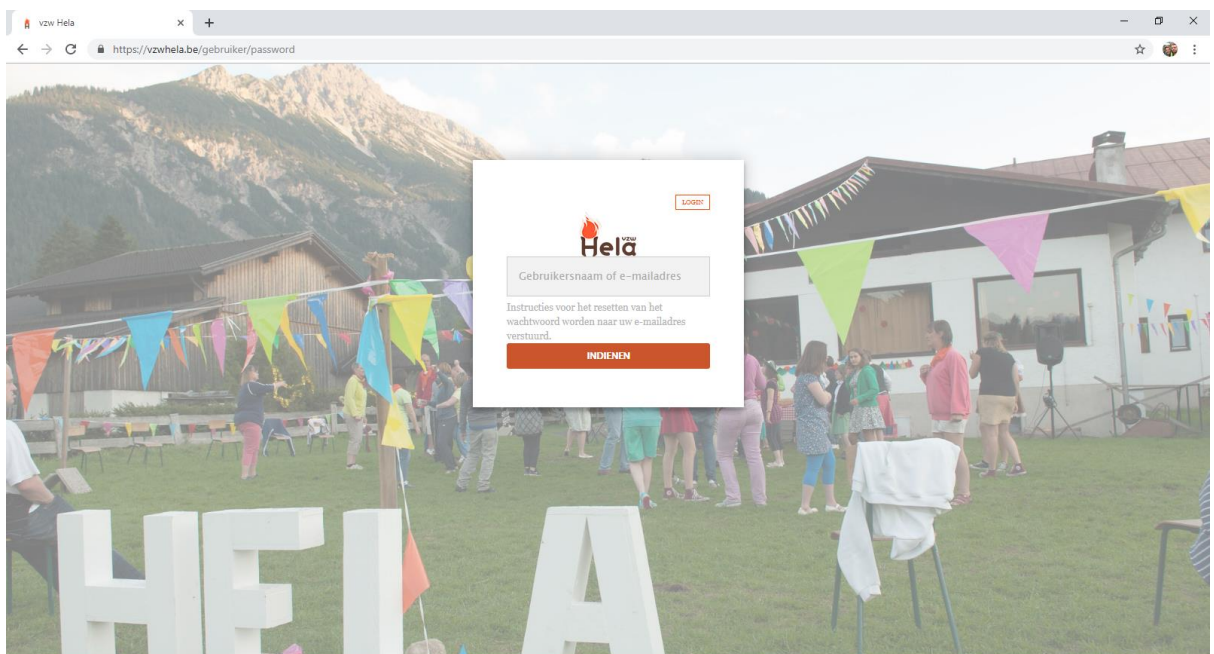 vzw Hela
https://vzwhela.be/gebruiker/password
LOGIN
vzw
Hela
Gebruikersnaam of e-mailadres
Instructies voor het resetten van het
wachtwoord worden naar uw e-mailadres
verstuurd.
INDIENEN
HELA